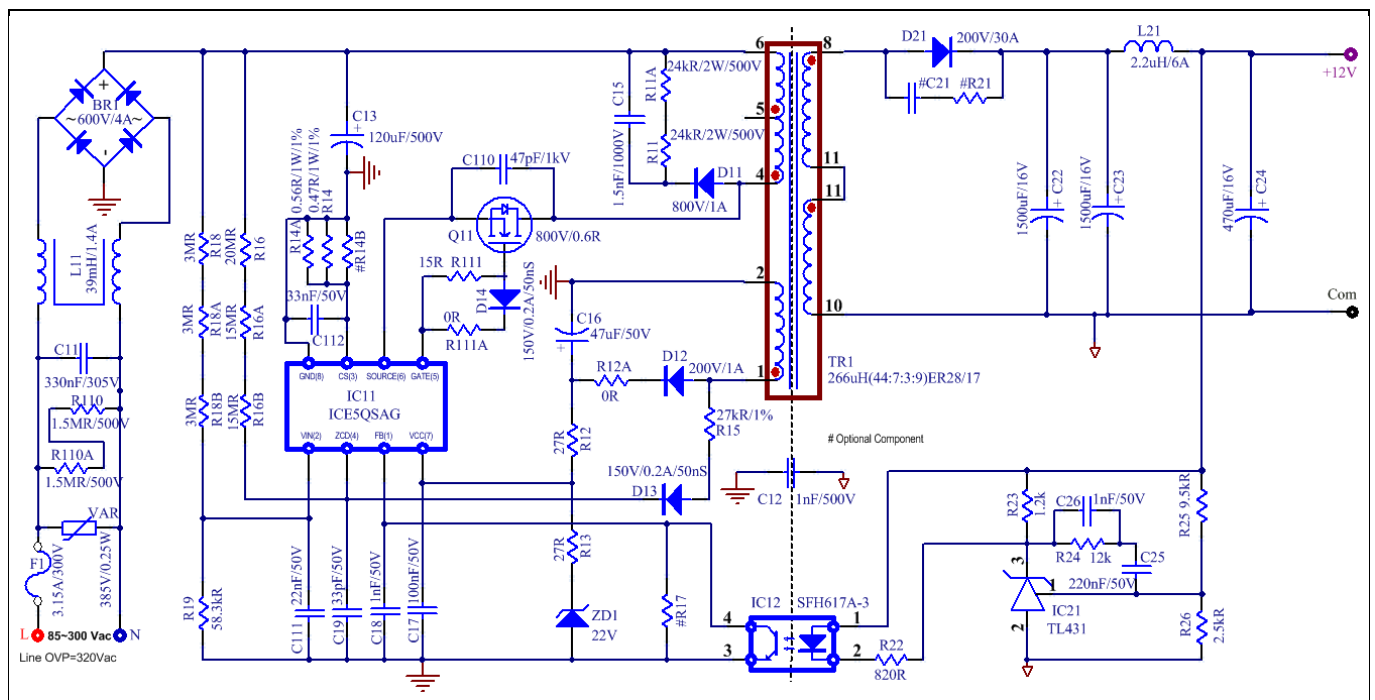 6
8
D21
200V/30A
L21
2.2uH/6A
+12V
24kR/2W/500V
R11A
C15
#C21
#R21
+
BR1
~600V/4A~
-
C13
+
120uF/500V
0.56R/1W/1%
0.47R/1W/1%
5
24kR/2W/500V
R11
1.5nF/1000V
C110
47pF/1kV
D11
800V/1A
4
11
11
1500uF/16V
+ C22
1500uF/16V
+ C23
470uF/16V
+ C24
R14A
R14
#R14B
Q11
800V/0.6R
L11
39mH/1.4A
3MR
R18
20MR
R16
15R
R111
D14
150V/0.2A/50nS
2
10
Com
33nF/50V
C112
0R
R111A
C16
47uF/50V
+
3MR
R18A
15MR
R16A
C11
330nF/305V
GND(8)
CS(3)
SOURCE(6)
GATE(5)
IC11
ICE5QSAG
VIN(2)
ZCD(4)
FB(1)
VCC(7)
R12A
0R
D12
200V/1A
1
TR1
266uH(44:7:3:9)ER28/17
R110
1.5MR/500V
3MR
R18B
15MR
R16B
27kR/1%
R15
27R
R12
# Optional Component
R110A
1.5MR/500V
150V/0.2A/50nS
D13
C12
1nF/500V
R23
1.2k
C26
1nF/50V
R25 9.5kR
VAR
385V/0.25W
F1
3.15A/300V
27R
R13
R24
12k
C25
220nF/50V
3
1
2
IC21
TL431
R19
58.3kR
C111
22nF/50V
C19
33pF/50V
C18
1nF/50V
C17
100nF/50V
ZD1
22V
#R17
IC12
SFH617A-3
4
1
3
2
R22
820R
R26
2.5kR
L
85~300 Vac
N
Line OVP=320Vac